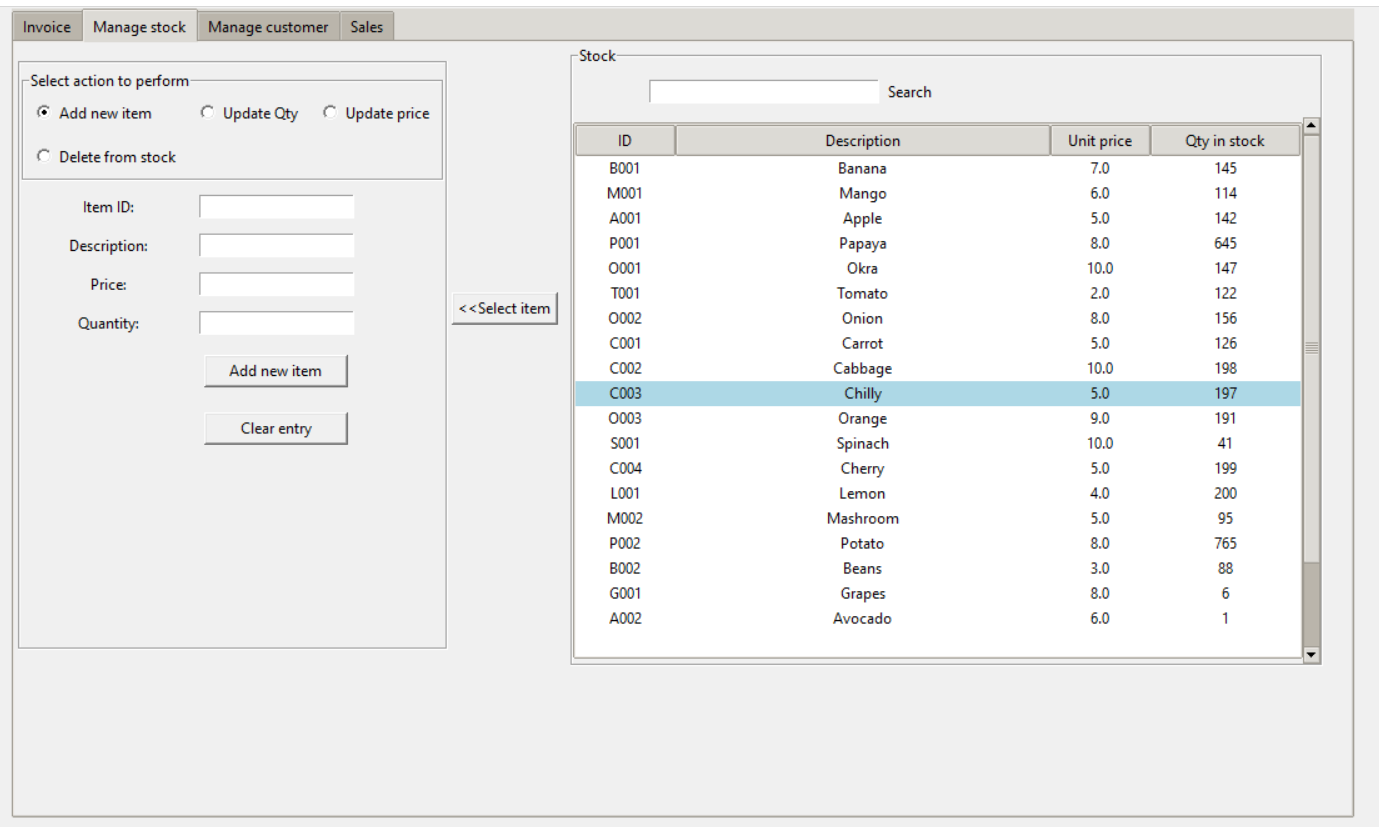 Invoice Manage stock Manage customer Sales
Select action to perform
Add new item Update Qty Update price
Delete from stock
Item ID:
Description:
Price:
Quantity:
Add new item
Clear entry
<<Select item
Stock
Search
ID Description Unit price Qty in stock
B001 Banana 7.0 145
M001 Mango 6.0 114
A001 Apple 5.0 142
P001 Papaya 8.0 645
O001 Okra 10.0 147
T001 Tomato 2.0 122
O002 Onion 8.0 156
C001 Carrot 5.0 126
C002 Cabbage 10.0 198
C003 Chilly 5.0 197
O003 Orange 9.0 191
S001 Spinach 10.0 41
C004 Cherry 5.0 199
L001 Lemon 4.0 200
M002 Mashroom 5.0 95
P002 Potato 8.0 765
B002 Beans 3.0 88
G001 Grapes 8.0 6
A002 Avocado 6.0 1